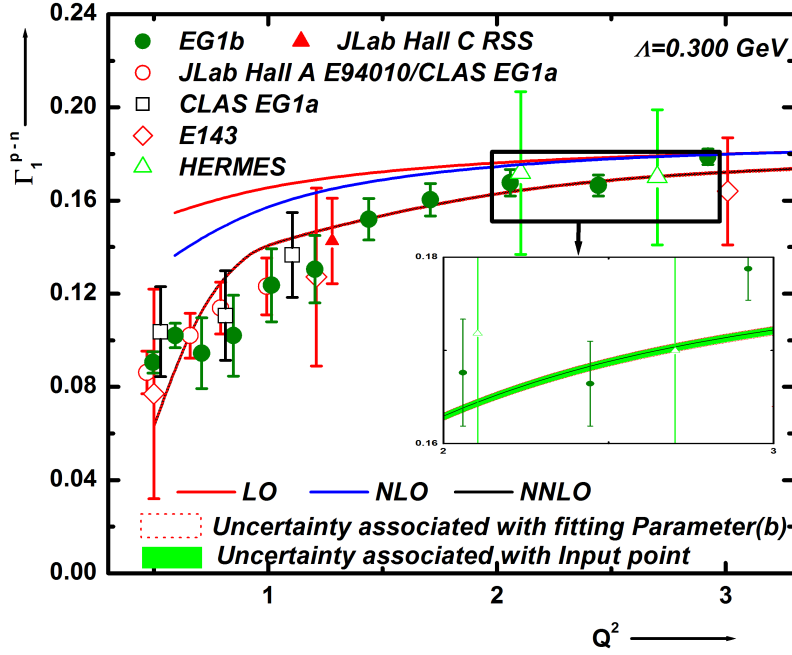 0.24
EG1b JLab Hall C RSS
Λ=0.300 GeV
JLab Hall A E94010/CLAS EG1a
0.20
CLAS EG1a
E143
HERMES
Γ₁ᵖ⁻ⁿ
0.16
0.18
0.12
0.08
0.16
2 3
0.04
LO NLO NNLO
Uncertainty associated with fitting Parameter(b)
Uncertainty associated with Input point
0.00
1 2 3
Q²